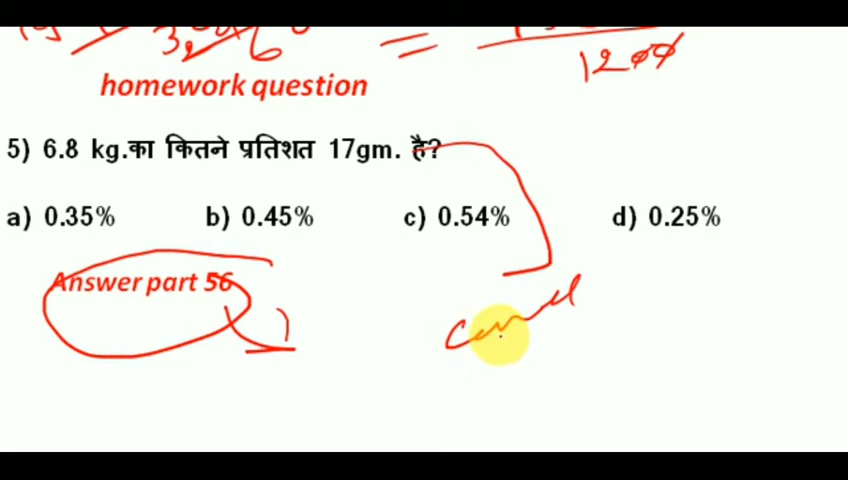 1200
homework question
5) 6.8 kg.का कितने प्रतिशत 17gm. है?
a) 0.35% b) 0.45% c) 0.54% d) 0.25%
Answer part 56